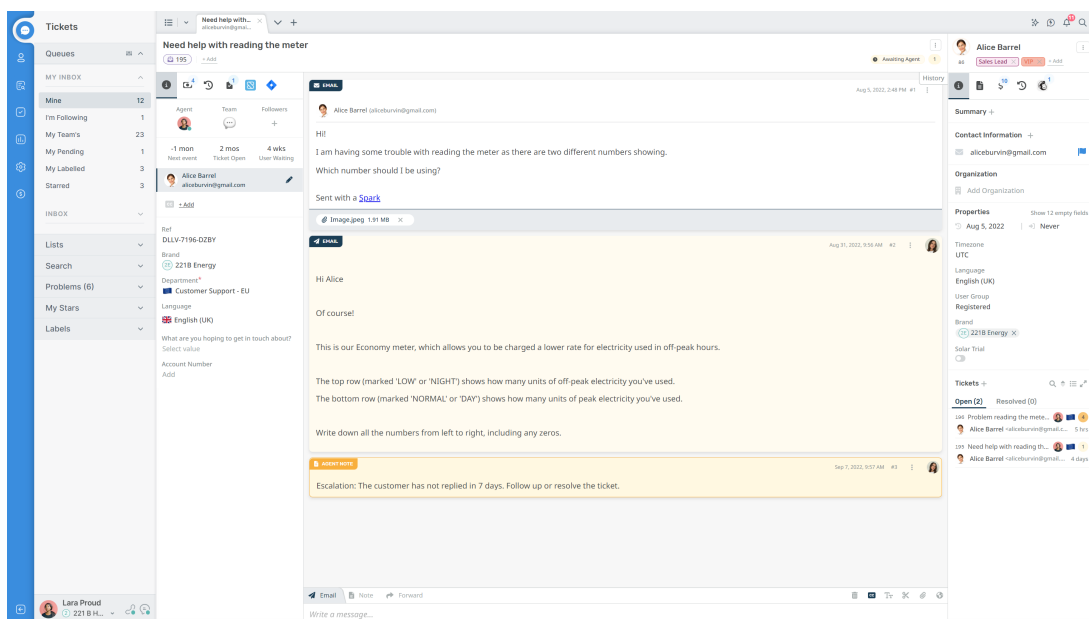 Tickets
Queues
MY INBOX
Mine 12
I'm Following 1
My Team's 23
My Pending 1
My Labelled 3
Starred 3
INBOX
Lists
Search
Problems (6)
My Stars
Labels
Lara Proud
221 B H...
Need help with...
aliceburvin@gmai...
Need help with reading the meter
195
+Add
Awaiting Agent 1
History
4
1
Agent Team Followers
-1 mon 2 mos 4 wks
Next event Ticket Open User Waiting
Alice Barrel
aliceburvin@gmail.com
CC +Add
Ref
DLLV-7196-DZBY
Brand
221B Energy
Department*
Customer Support - EU
Language
English (UK)
What are you hoping to get in touch about?
Select value
Account Number
Add
EMAIL
Aug 5, 2022, 2:48 PM #1
Alice Barrel (aliceburvin@gmail.com)
Hi!
I am having some trouble with reading the meter as there are two different numbers showing.
Which number should I be using?
Sent with a Spark
Image.jpeg 1.91 MB
EMAIL
Aug 31, 2022, 9:56 AM #2
Hi Alice
Of course!
This is our Economy meter, which allows you to be charged a lower rate for electricity used in off-peak hours.
The top row (marked 'LOW' or 'NIGHT') shows how many units of off-peak electricity you've used.
The bottom row (marked 'NORMAL' or 'DAY') shows how many units of peak electricity you've used.
Write down all the numbers from left to right, including any zeros.
AGENT NOTE
Sep 7, 2022, 9:57 AM #3
Escalation: The customer has not replied in 7 days. Follow up or resolve the ticket.
Email Note Forward
Write a message...
11
Alice Barrel
Sales Lead VIP + Add
10
1
Summary +
Contact Information +
aliceburvin@gmail.com
Organization
Add Organization
Properties Show 12 empty fields
Aug 5, 2022 Never
Timezone
UTC
Language
English (UK)
User Group
Registered
Brand
221B Energy
Solar Trial
Tickets +
Open (2) Resolved (0)
196 Problem reading the mete... 4
Alice Barrel <aliceburvin@gmail.c... 5 hrs
195 Need help with reading th... 1
Alice Barrel <aliceburvin@gmail.... 4 days